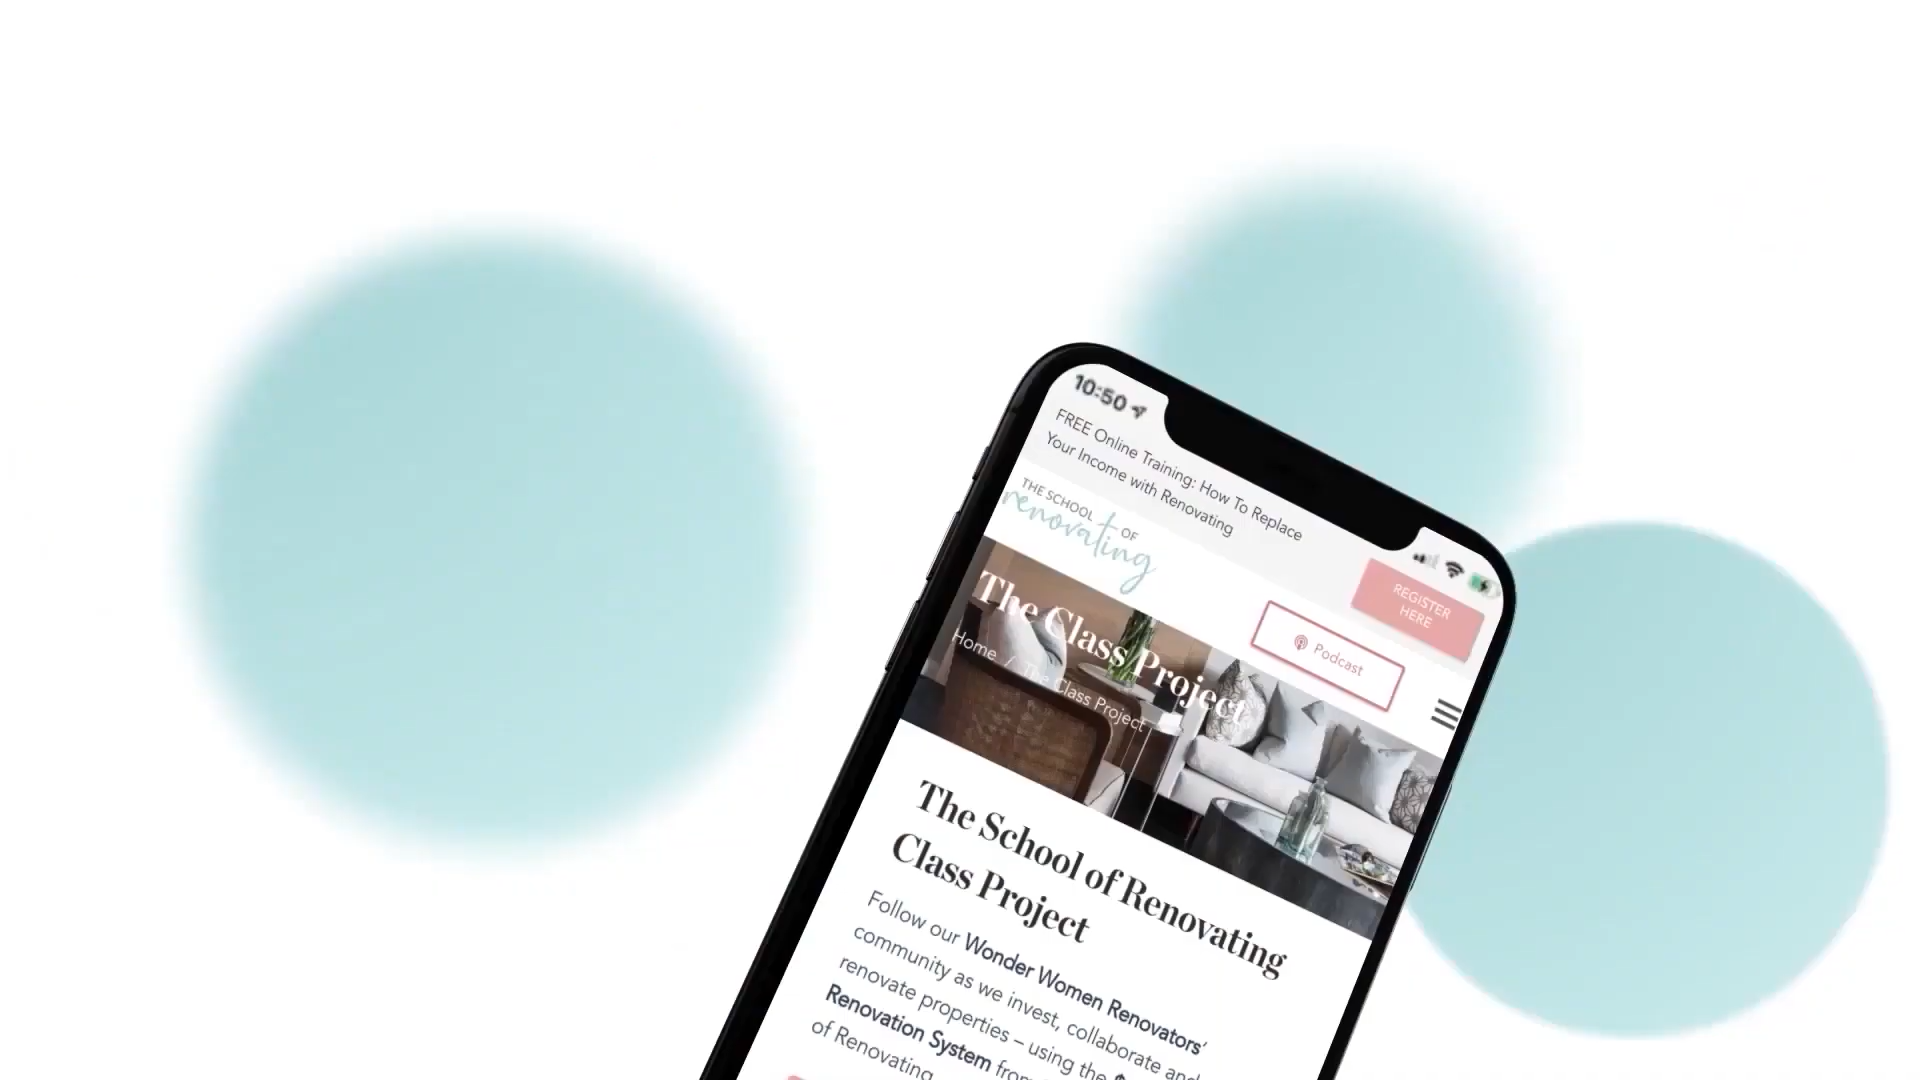 10:50
FREE Online Training: How To Replace
Your Income with Renovating
REGISTER
HERE
THE SCHOOL OF
renovating
Podcast
The Class Project
Home / The Class Project
The School of Renovating
Class Project
Follow our Wonder Women Renovators'
community as we invest, collaborate and
renovate properties – using the
Renovation System from
of Renovating